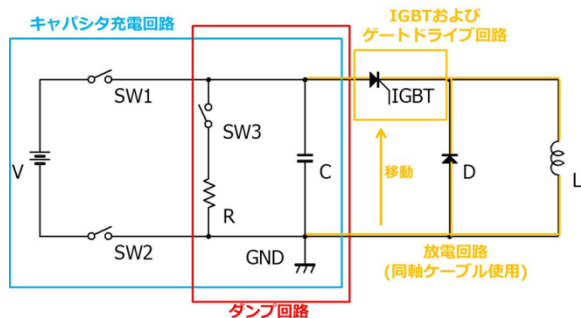 キャパシタ充電回路
IGBTおよび
ゲートドライブ回路
SW1
IGBT
SW3
移動
V
C
D
L
R
SW2
GND
放電回路
(同軸ケーブル使用)
ダンプ回路